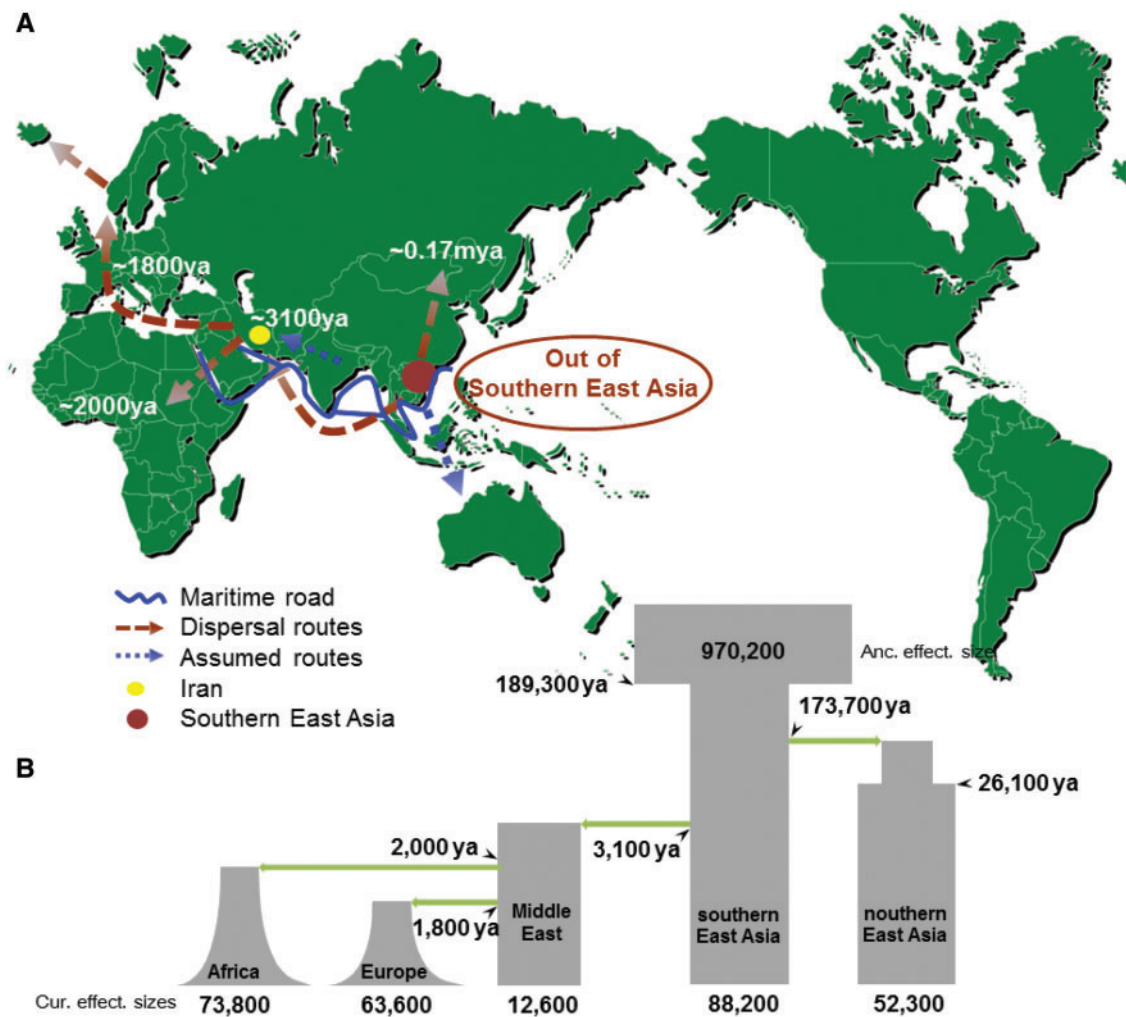 A
~1800ya
~0.17mya
~3100ya
~2000ya
Out of
Southern East Asia
Maritime road
Dispersal routes
Assumed routes
Iran
Southern East Asia
970,200
Anc. effect. size
189,300 ya
173,700 ya
B
26,100 ya
2,000 ya
3,100 ya
1,800 ya
Middle
East
southern
East Asia
nouthern
East Asia
Africa
Europe
Cur. effect. sizes
73,800
63,600
12,600
88,200
52,300